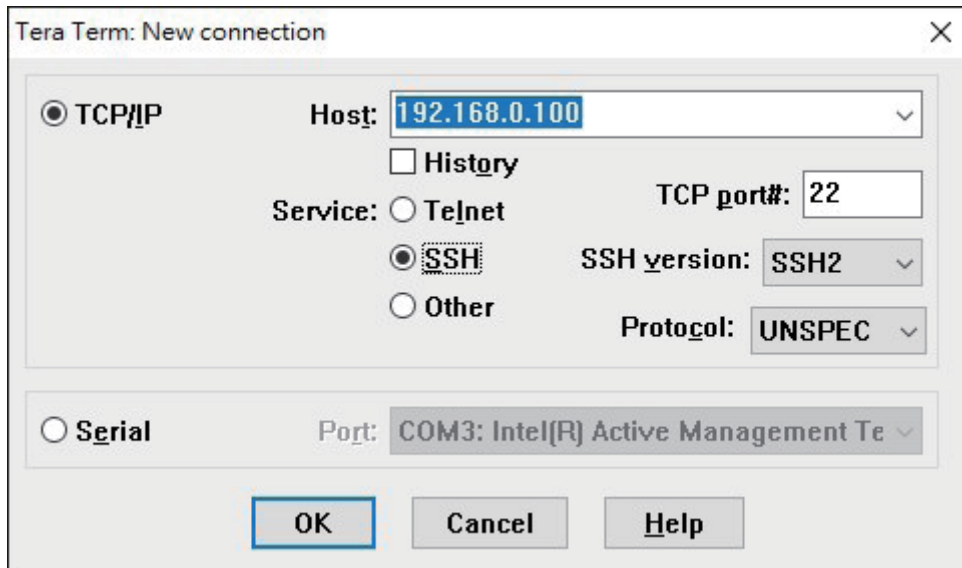 Tera Term: New connection
TCP/IP
Host: 192.168.0.100
History
Service: Telnet
TCP port#: 22
SSH
SSH version: SSH2
Other
Protocol: UNSPEC
Serial
Port: COM3: Intel(R) Active Management Te
OK Cancel Help